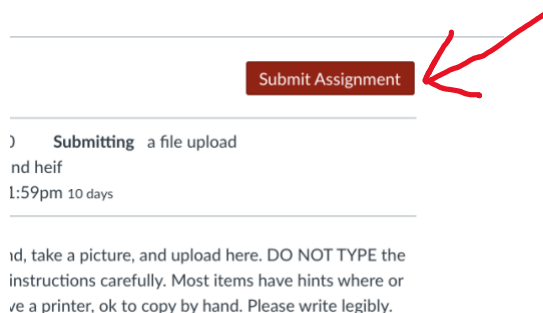 Submit Assignment
0 Submitting a file upload
nd heif
1:59pm 10 days
nd, take a picture, and upload here. DO NOT TYPE the
instructions carefully. Most items have hints where or
ve a printer, ok to copy by hand. Please write legibly.